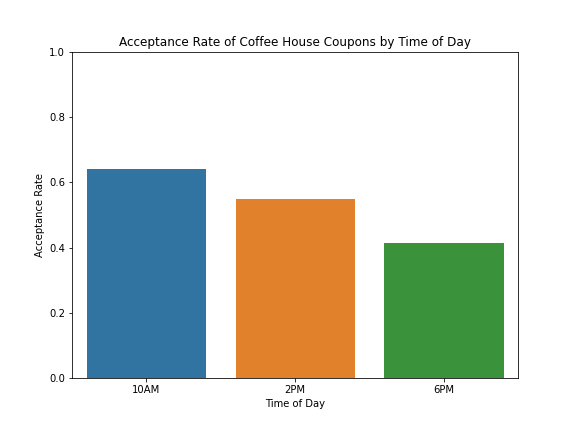 Acceptance Rate of Coffee House Coupons by Time of Day
1.0
0.8
0.6
0.4
0.2
0.0
Acceptance Rate
10AM 2PM 6PM
Time of Day